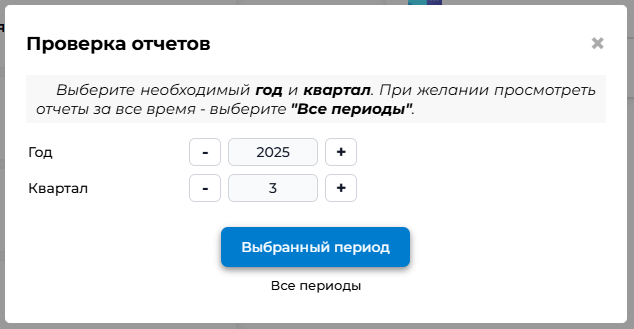 Проверка отчетов
Выберите необходимый год и квартал. При желании просмотреть
отчеты за все время - выберите "Все периоды".
Год - 2025 +
Квартал - 3 +
Выбранный период
Все периоды